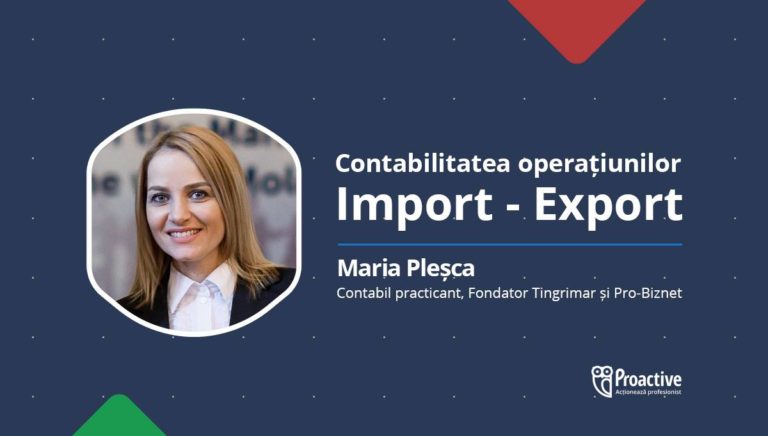 Contabilitatea operațiunilor
Import - Export
Maria Pleșca
Contabil practicant, Fondator Tingrimar și Pro-Biznet
Proactive
Acționează profesionist